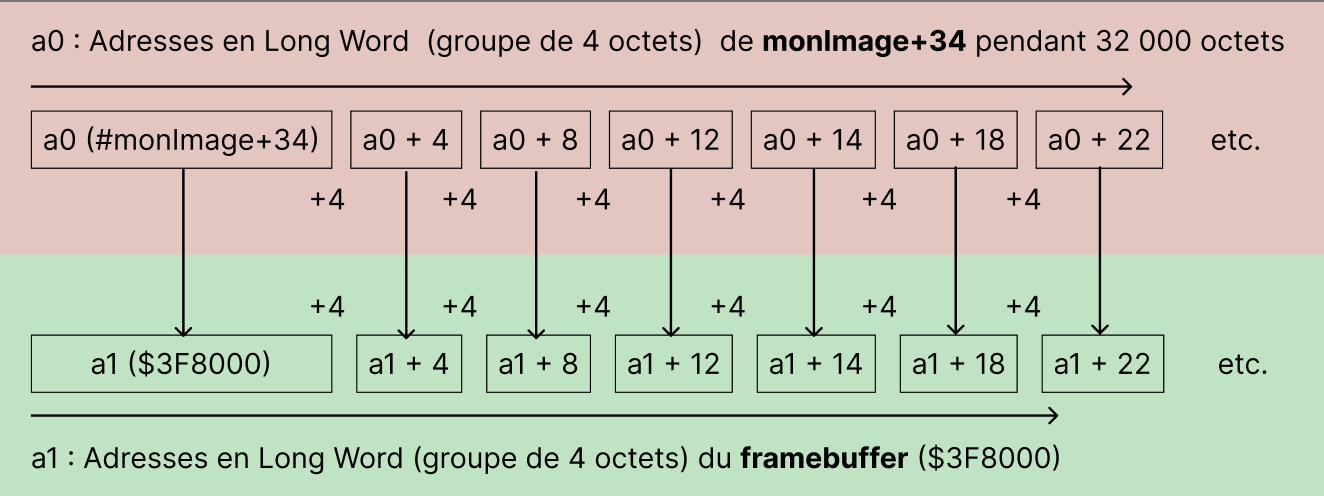 a0 : Adresses en Long Word (groupe de 4 octets) de monImage+34 pendant 32 000 octets
a0 (#monImage+34) a0 + 4 a0 + 8 a0 + 12 a0 + 14 a0 + 18 a0 + 22 etc.
+4 +4 +4 +4 +4 +4
+4 +4 +4 +4 +4 +4
a1 ($3F8000) a1 + 4 a1 + 8 a1 + 12 a1 + 14 a1 + 18 a1 + 22 etc.
a1 : Adresses en Long Word (groupe de 4 octets) du framebuffer ($3F8000)